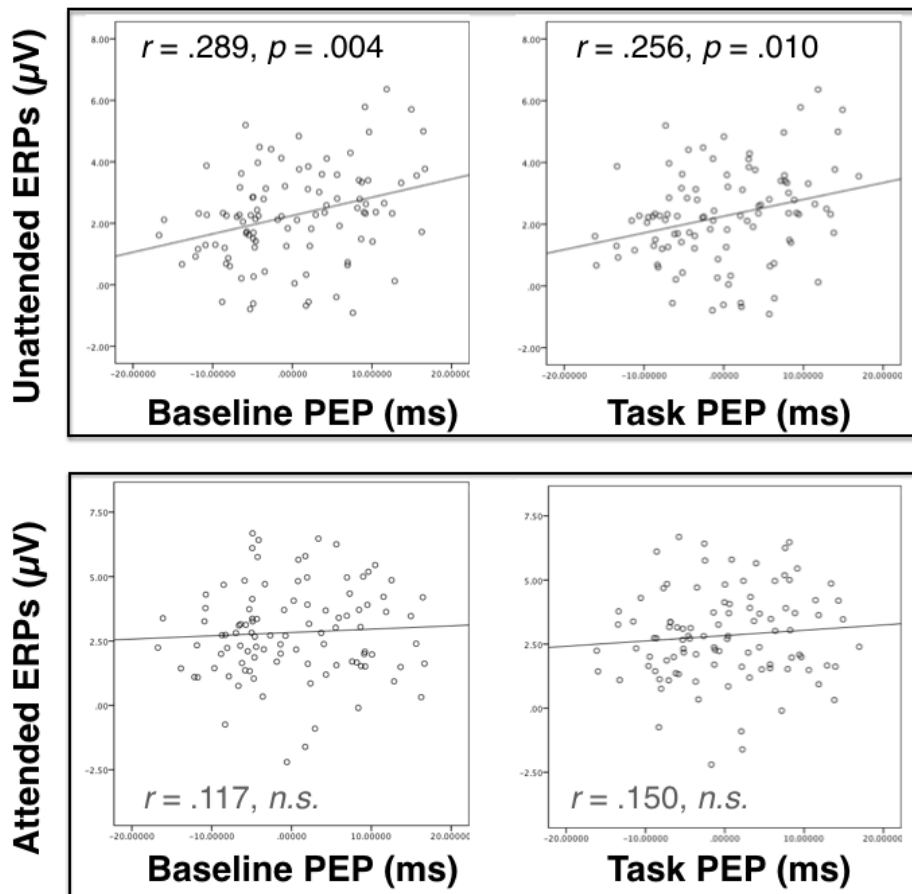 Unattended ERPs (µV)
r = .289, p = .004
8.00
6.00
4.00
2.00
.00
-2.00
-20.00000 -10.00000 .00000 10.00000 20.00000
Baseline PEP (ms)
r = .256, p = .010
8.00
6.00
4.00
2.00
.00
-2.00
-20.00000 -10.00000 .00000 10.00000 20.00000
Task PEP (ms)
Attended ERPs (µV)
7.50
5.00
2.50
.00
-2.50
r = .117, n.s.
-20.00000 -10.00000 .00000 10.00000 20.00000
Baseline PEP (ms)
7.50
5.00
2.50
.00
-2.50
r = .150, n.s.
-20.00000 -10.00000 .00000 10.00000 20.00000
Task PEP (ms)